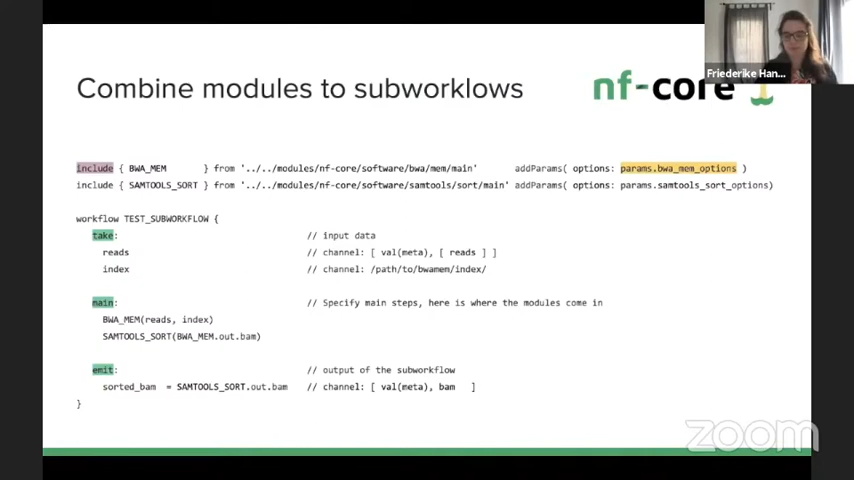 Friederike Han...
Combine modules to subworklows
nf-core
include { BWA_MEM } from '../../modules/nf-core/software/bwa/mem/main' addParams( options: params.bwa_mem_options )
include { SAMTOOLS_SORT } from '../../modules/nf-core/software/samtools/sort/main' addParams( options: params.samtools_sort_options)
workflow TEST_SUBWORKFLOW {
take: // input data
reads // channel: [ val(meta), [ reads ] ]
index // channel: /path/to/bwamem/index/
main: // Specify main steps, here is where the modules come in
BWA_MEM(reads, index)
SAMTOOLS_SORT(BWA_MEM.out.bam)
emit: // output of the subworkflow
sorted_bam = SAMTOOLS_SORT.out.bam // channel: [ val(meta), bam ]
}
zoom